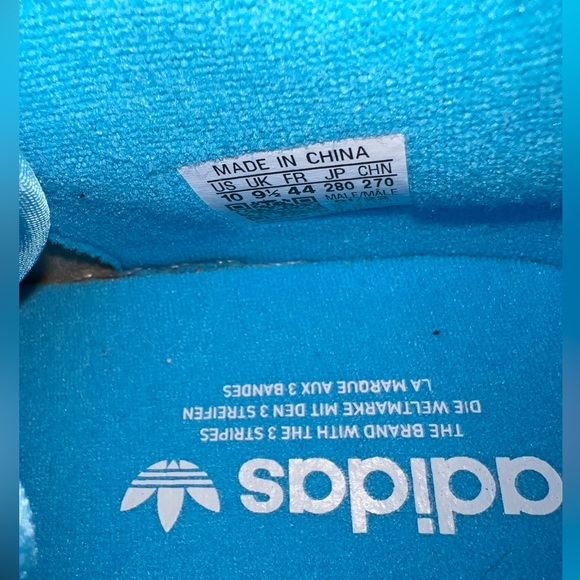 MADE IN CHINA
US UK FR JP CHN
10 9½ 44 280 270
MALE/MALE
adidas
THE BRAND WITH THE 3 STRIPES
DIE WELTMARKE MIT DEN 3 STREIFEN
LA MARQUE AUX 3 BANDES